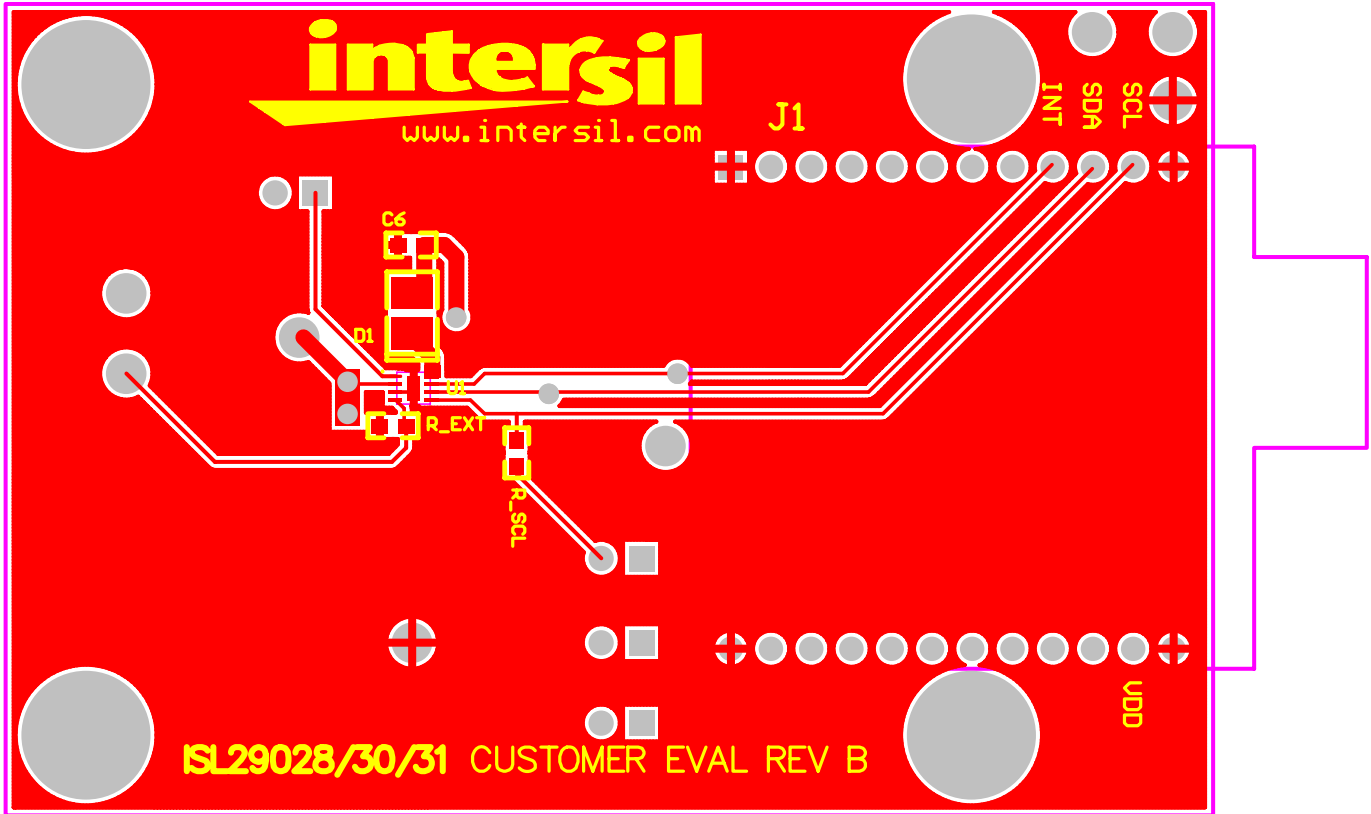 intersil
www.intersil.com
J1
INT
SDA
SCL
C6
D1
U1
R_EXT
R_SCL
VDD
ISL29028/30/31 CUSTOMER EVAL REV B